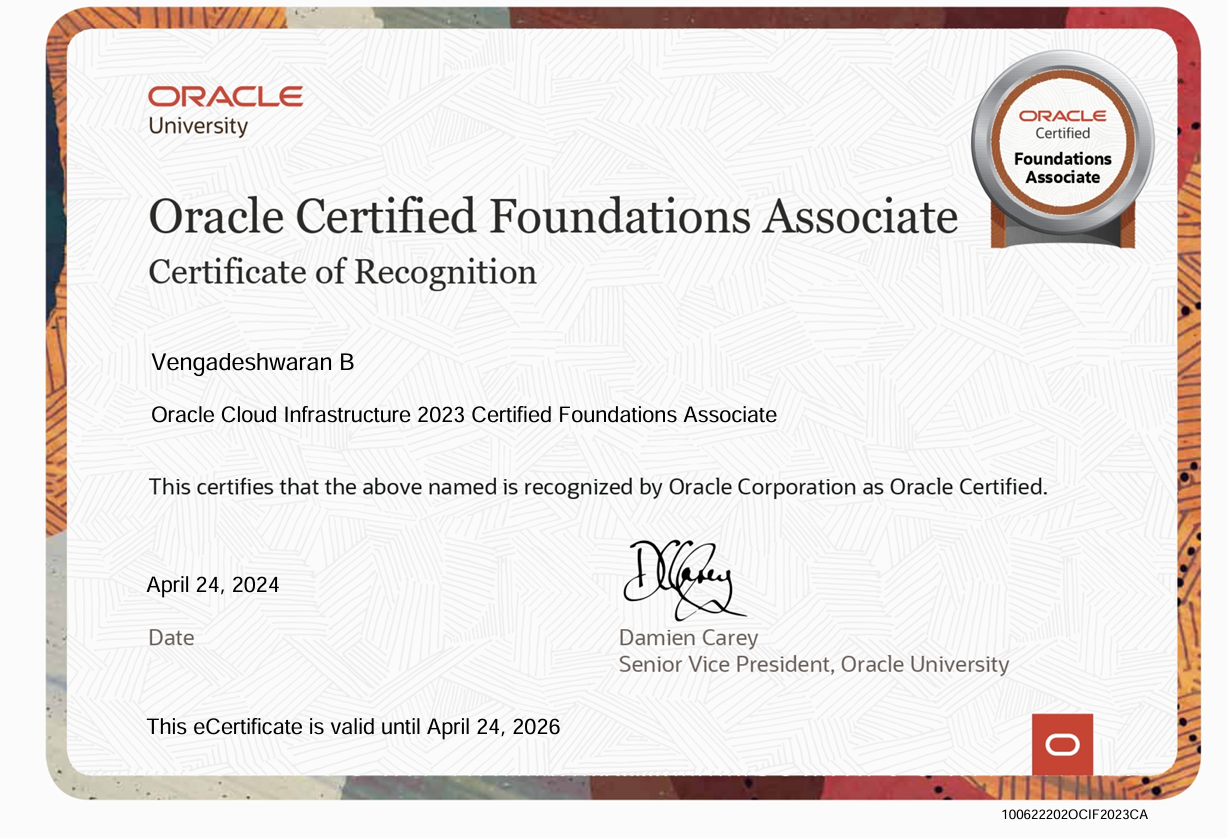 ORACLE
University
ORACLE
Certified
Foundations
Associate
Oracle Certified Foundations Associate
Certificate of Recognition
Vengadeshwaran B
Oracle Cloud Infrastructure 2023 Certified Foundations Associate
This certifies that the above named is recognized by Oracle Corporation as Oracle Certified.
DCarey
April 24, 2024
Date
Damien Carey
Senior Vice President, Oracle University
This eCertificate is valid until April 24, 2026
100622202OCIF2023CA